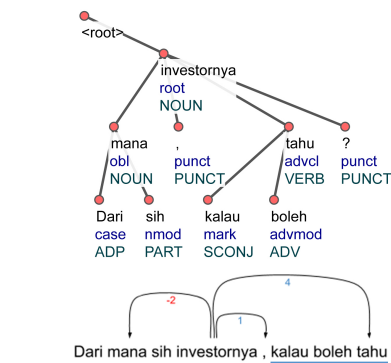 <root>
investornya
root
NOUN
mana , tahu ?
obl punct advcl punct
NOUN PUNCT VERB PUNCT
Dari sih kalau boleh
case nmod mark advmod
ADP PART SCONJ ADV
4
-2
1
Dari mana sih investornya , kalau boleh tahu